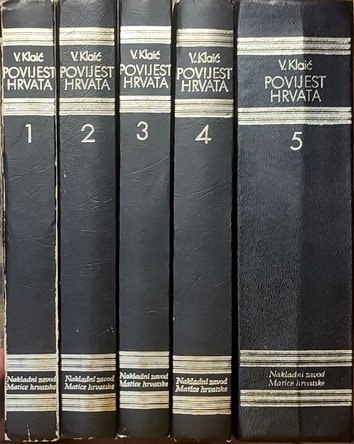 V. Klaić
POVIJEST
HRVATA
1
Nakladni zavod
Matice hrvatske
V. Klaić
POVIJEST
HRVATA
2
Nakladni zavod
Matice hrvatske
V. Klaić
POVIJEST
HRVATA
3
Nakladni zavod
Matice hrvatske
V. Klaić
POVIJEST
HRVATA
4
Nakladni zavod
Matice hrvatske
V. Klaić
POVIJEST
HRVATA
5
Nakladni zavod
Matice hrvatske